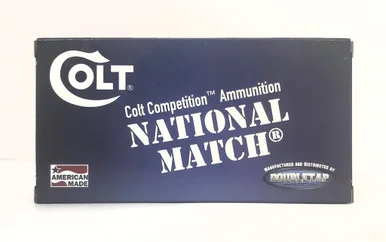 COLT®
Colt Competition™ Ammunition
NATIONAL
MATCH®
AMERICAN
MADE
MANUFACTURED AND DISTRIBUTED BY
DOUBLETAP